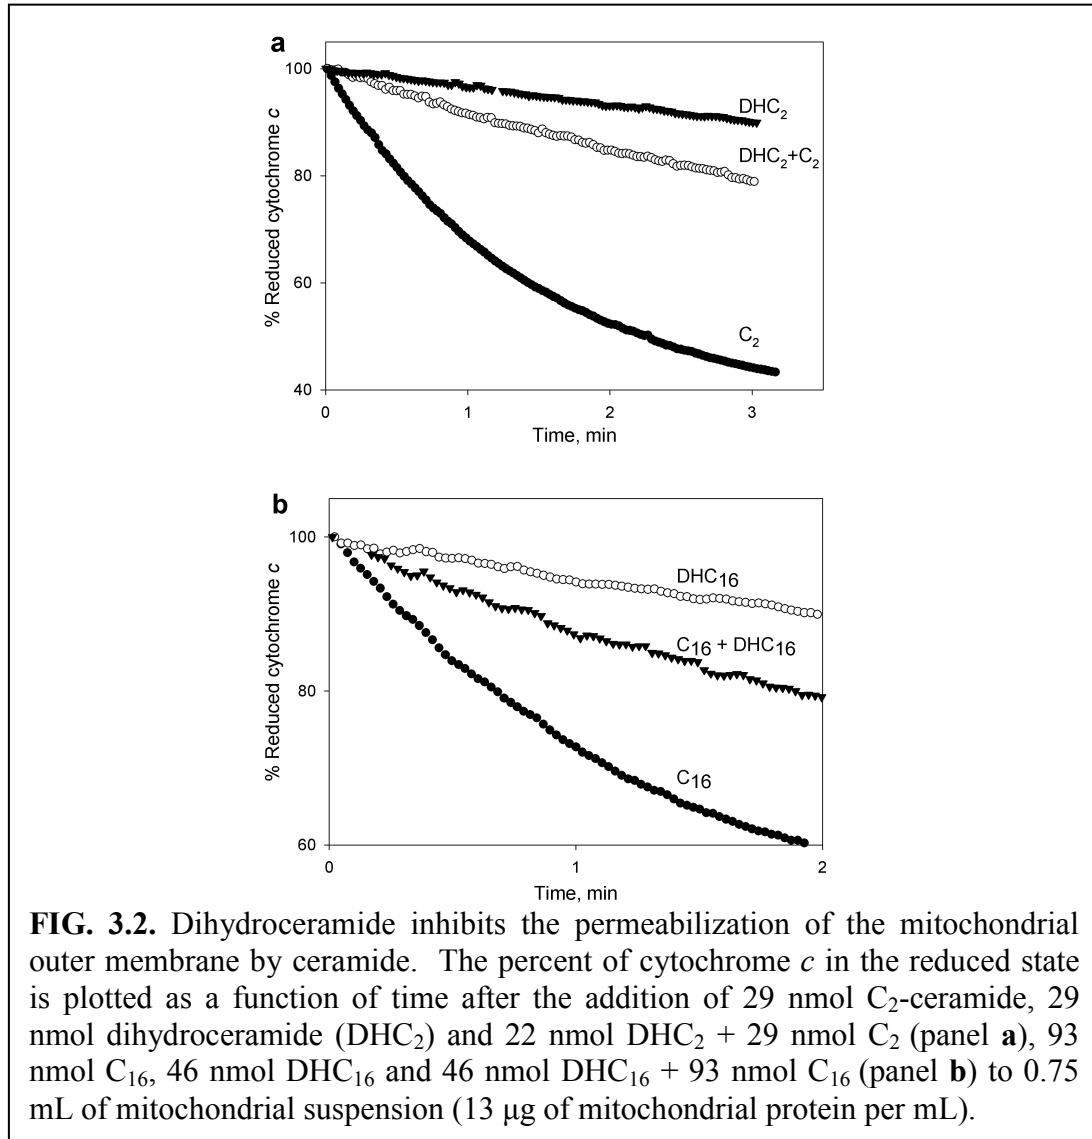 a
100
80
60
40
% Reduced cytochrome c
DHC₂
DHC₂+C₂
C₂
0 1 2 3
Time, min
b
100
80
60
% Reduced cytochrome c
DHC₁₆
C₁₆ + DHC₁₆
C₁₆
0 1 2
Time, min
FIG. 3.2. Dihydroceramide inhibits the permeabilization of the mitochondrial
outer membrane by ceramide. The percent of cytochrome c in the reduced state
is plotted as a function of time after the addition of 29 nmol C₂-ceramide, 29
nmol dihydroceramide (DHC₂) and 22 nmol DHC₂ + 29 nmol C₂ (panel a), 93
nmol C₁₆, 46 nmol DHC₁₆ and 46 nmol DHC₁₆ + 93 nmol C₁₆ (panel b) to 0.75
mL of mitochondrial suspension (13 μg of mitochondrial protein per mL).